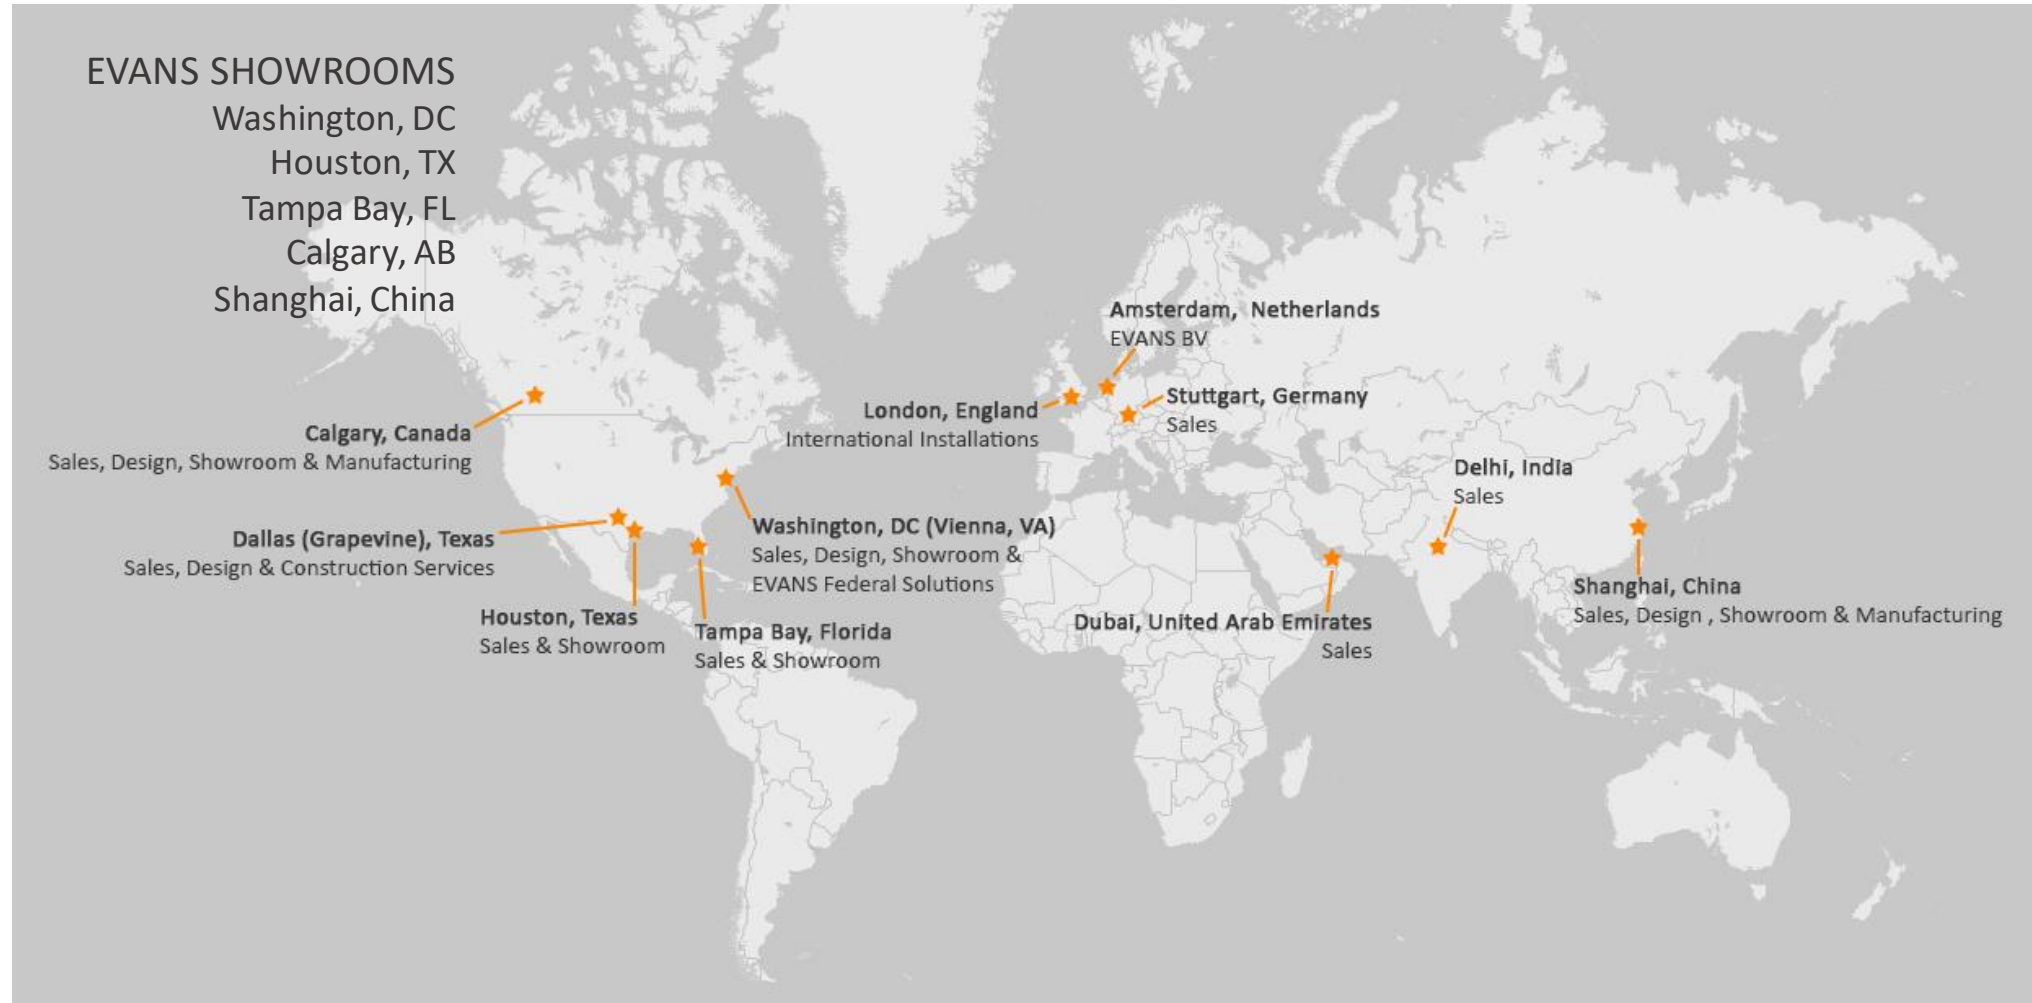 EVANS SHOWROOMS
Washington, DC
Houston, TX
Tampa Bay, FL
Calgary, AB
Shanghai, China
Amsterdam, Netherlands
EVANS BV
Stuttgart, Germany
Sales
London, England
International Installations
Calgary, Canada
Sales, Design, Showroom & Manufacturing
Delhi, India
Sales
Washington, DC (Vienna, VA)
Sales, Design, Showroom &
EVANS Federal Solutions
Dallas (Grapevine), Texas
Sales, Design & Construction Services
Houston, Texas
Sales & Showroom
Tampa Bay, Florida
Sales & Showroom
Dubai, United Arab Emirates
Sales
Shanghai, China
Sales, Design , Showroom & Manufacturing